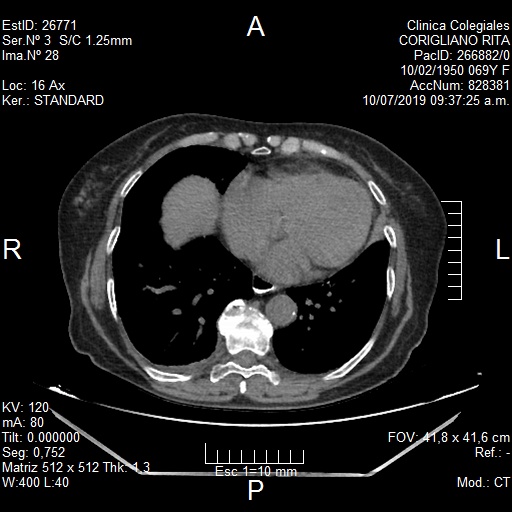 EstID: 26771
Ser.Nº 3 S/C 1.25mm
Ima.Nº 28
Loc: 16 Ax
Ker.: STANDARD
A
Clinica Colegiales
CORIGLIANO RITA
PacID: 266882/0
10/02/1950 069Y F
AccNum: 828381
10/07/2019 09:37:25 a.m.
R
L
KV: 120
mA: 80
Tilt: 0.000000
Seg: 0,752
Matriz 512 x 512 Thk: 1.3
W:400 L:40
Esc 1=10 mm
P
FOV: 41,8 x 41,6 cm
Ref.: -
Mod.: CT